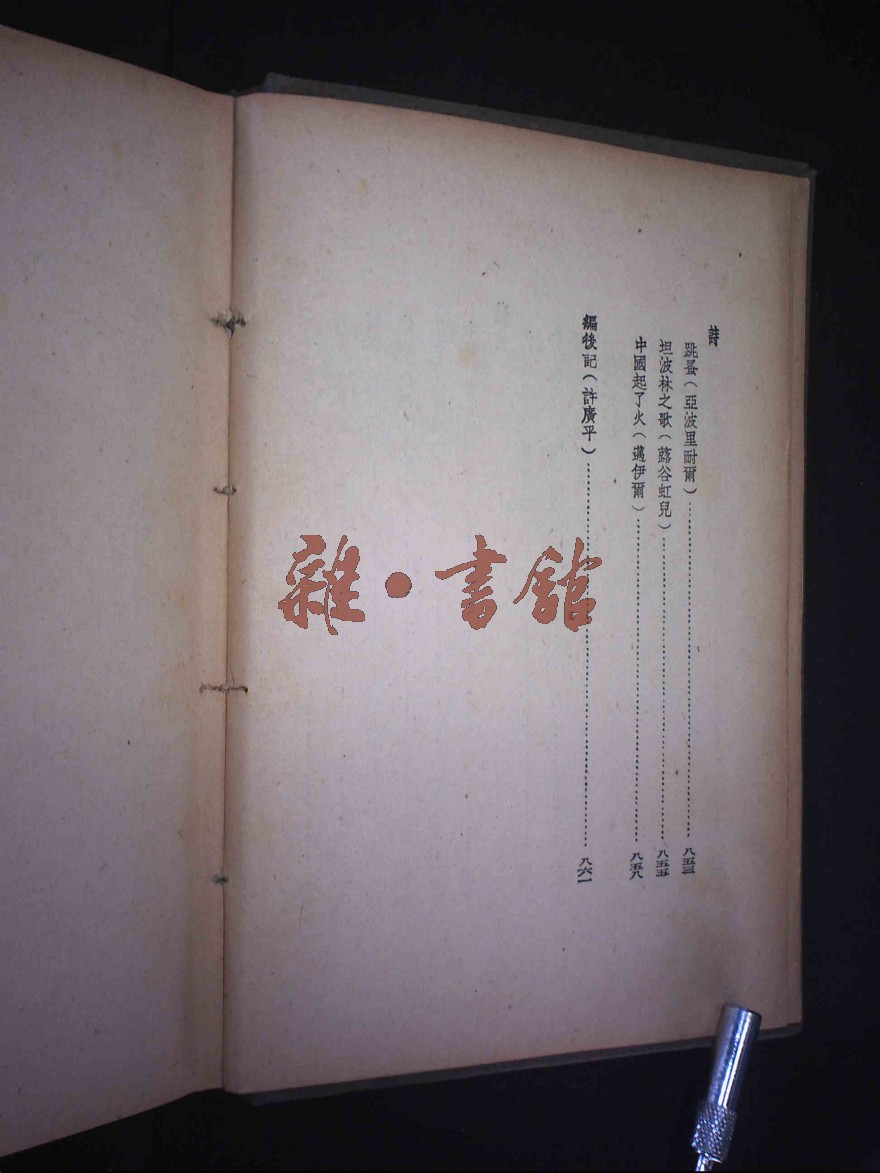 詩
跳蚤(亞波里耐爾)……八五三
坦波林之歌(蕗谷虹兒)……八五五
中國起了火(邁伊爾)……八五八
編後記(許廣平)……八六一
雜·書館